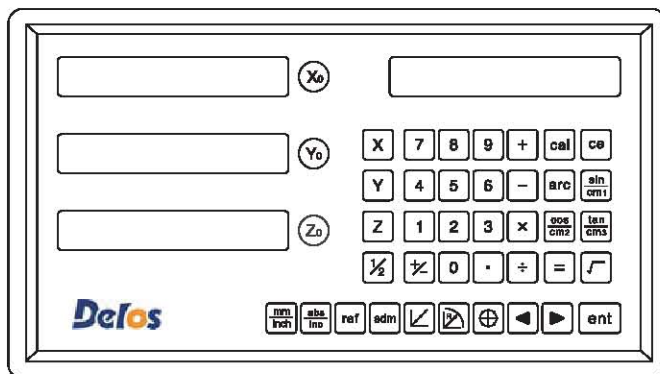 X₀
Y₀
Z₀
X 7 8 9 + cal ce
Y 4 5 6 − arc sin/cm1
Z 1 2 3 × cos/cm2 tan/cm3
½ +/− 0 · ÷ = √
Delos
mm/inch abs/inc ref sdm R ent